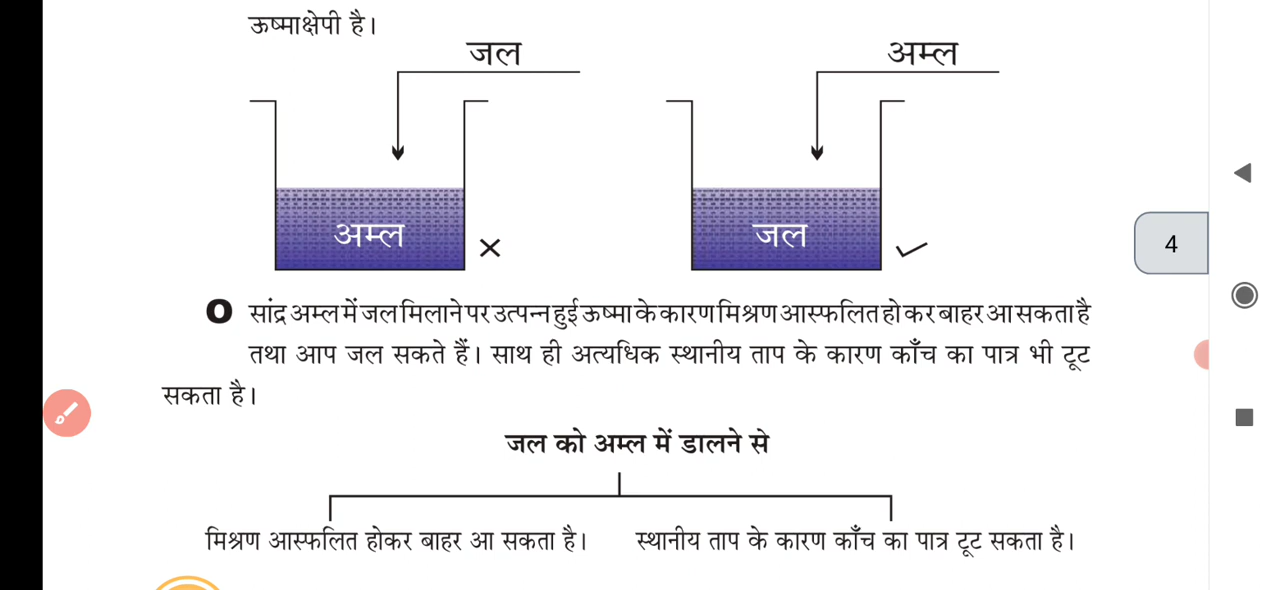 ऊष्माक्षेपी है।
जल
अम्ल
अम्ल
जल
4
सांद्र अम्ल में जल मिलाने पर उत्पन्न हुई ऊष्मा के कारण मिश्रण आस्फलित होकर बाहर आ सकता है
तथा आप जल सकते हैं। साथ ही अत्यधिक स्थानीय ताप के कारण काँच का पात्र भी टूट
सकता है।
जल को अम्ल में डालने से
मिश्रण आस्फलित होकर बाहर आ सकता है। स्थानीय ताप के कारण काँच का पात्र टूट सकता है।